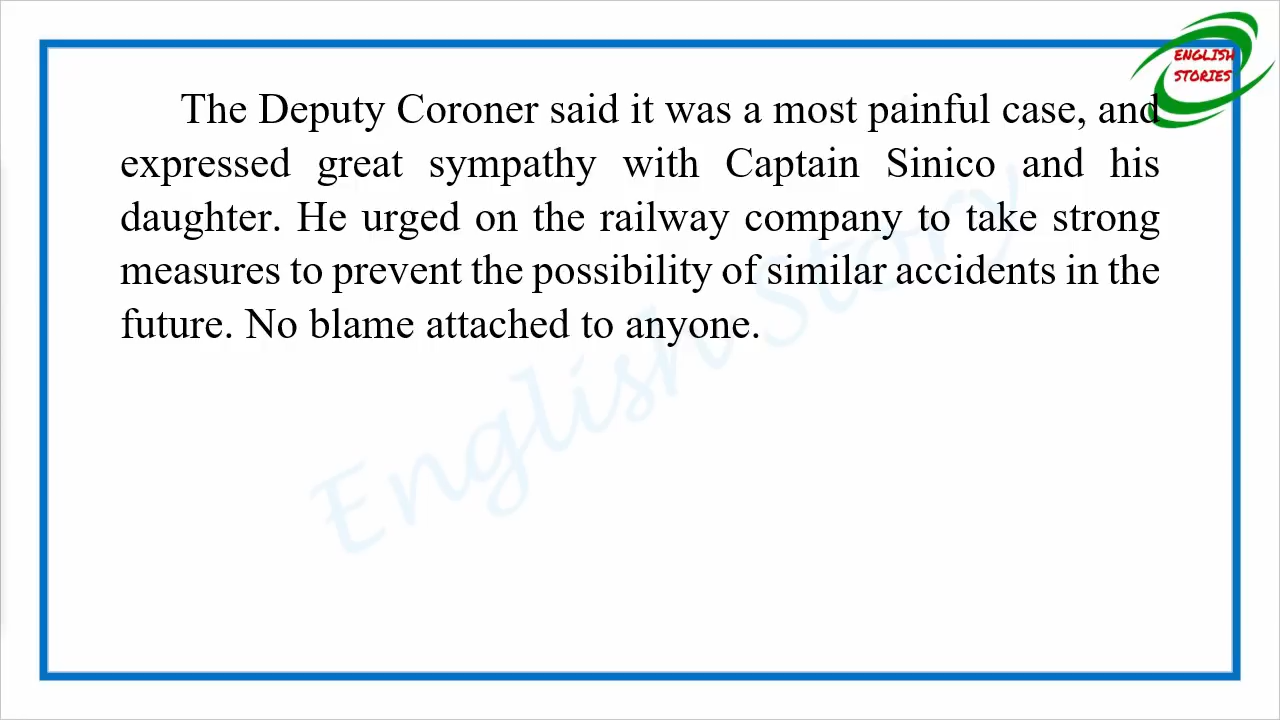 ENGLISH
STORIES
The Deputy Coroner said it was a most painful case, and
expressed great sympathy with Captain Sinico and his
daughter. He urged on the railway company to take strong
measures to prevent the possibility of similar accidents in the
future. No blame attached to anyone.
English Story